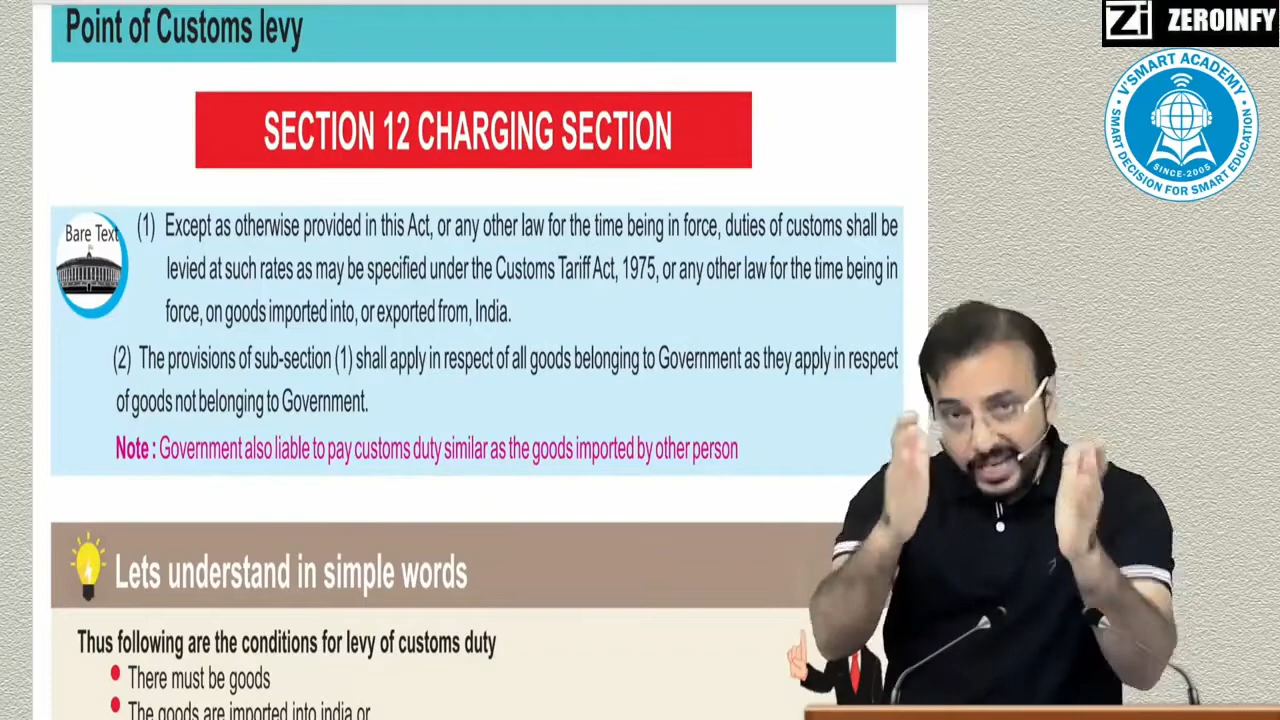 Point of Customs levy
Zi ZEROINFY
V'SMART ACADEMY
SMART DECISION FOR SMART EDUCATION
SINCE-2005
SECTION 12 CHARGING SECTION
Bare Text
(1) Except as otherwise provided in this Act, or any other law for the time being in force, duties of customs shall be
levied at such rates as may be specified under the Customs Tariff Act, 1975, or any other law for the time being in
force, on goods imported into, or exported from, India.
(2) The provisions of sub-section (1) shall apply in respect of all goods belonging to Government as they apply in respect
of goods not belonging to Government.
Note : Government also liable to pay customs duty similar as the goods imported by other person
Lets understand in simple words
Thus following are the conditions for levy of customs duty
• There must be goods
• The goods are imported into india or